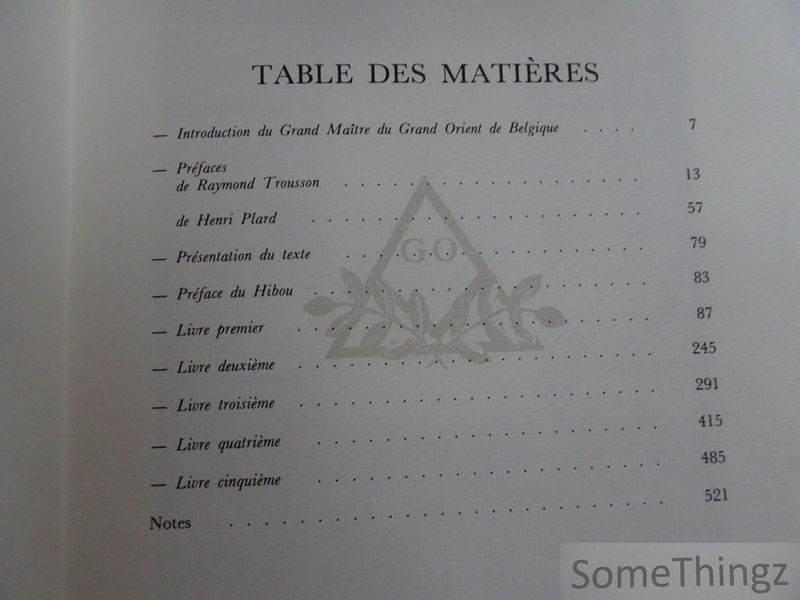 TABLE DES MATIÈRES
— Introduction du Grand Maître du Grand Orient de Belgique . . . . 7
— Préfaces
de Raymond Trousson . . . . . . . . . . . . . . . . . 13
de Henri Plard . . . . . . . . . . . . . . . . . . . 57
GO
— Présentation du texte . . . . . . . . . . . . . . . . . 79
— Préface du Hibou . . . . . . . . . . . . . . . . . . 83
— Livre premier . . . . . . . . . . . . . . . . . . . . 87
— Livre deuxième . . . . . . . . . . . . . . . . . . . . 245
— Livre troisième . . . . . . . . . . . . . . . . . . . . 291
— Livre quatrième . . . . . . . . . . . . . . . . . . . 415
— Livre cinquième . . . . . . . . . . . . . . . . . . . 485
Notes . . . . . . . . . . . . . . . . . . . . . . . . 521
SomeThingz